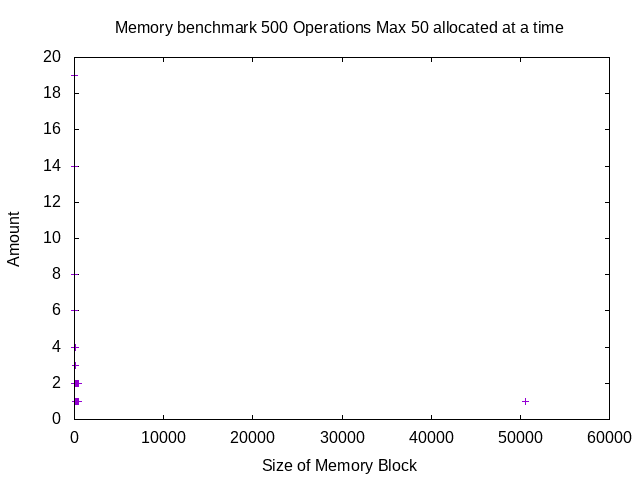 Memory benchmark 500 Operations Max 50 allocated at a time
20
18
16
14
12
10
8
6
4
2
0
Amount
0 10000 20000 30000 40000 50000 60000
Size of Memory Block